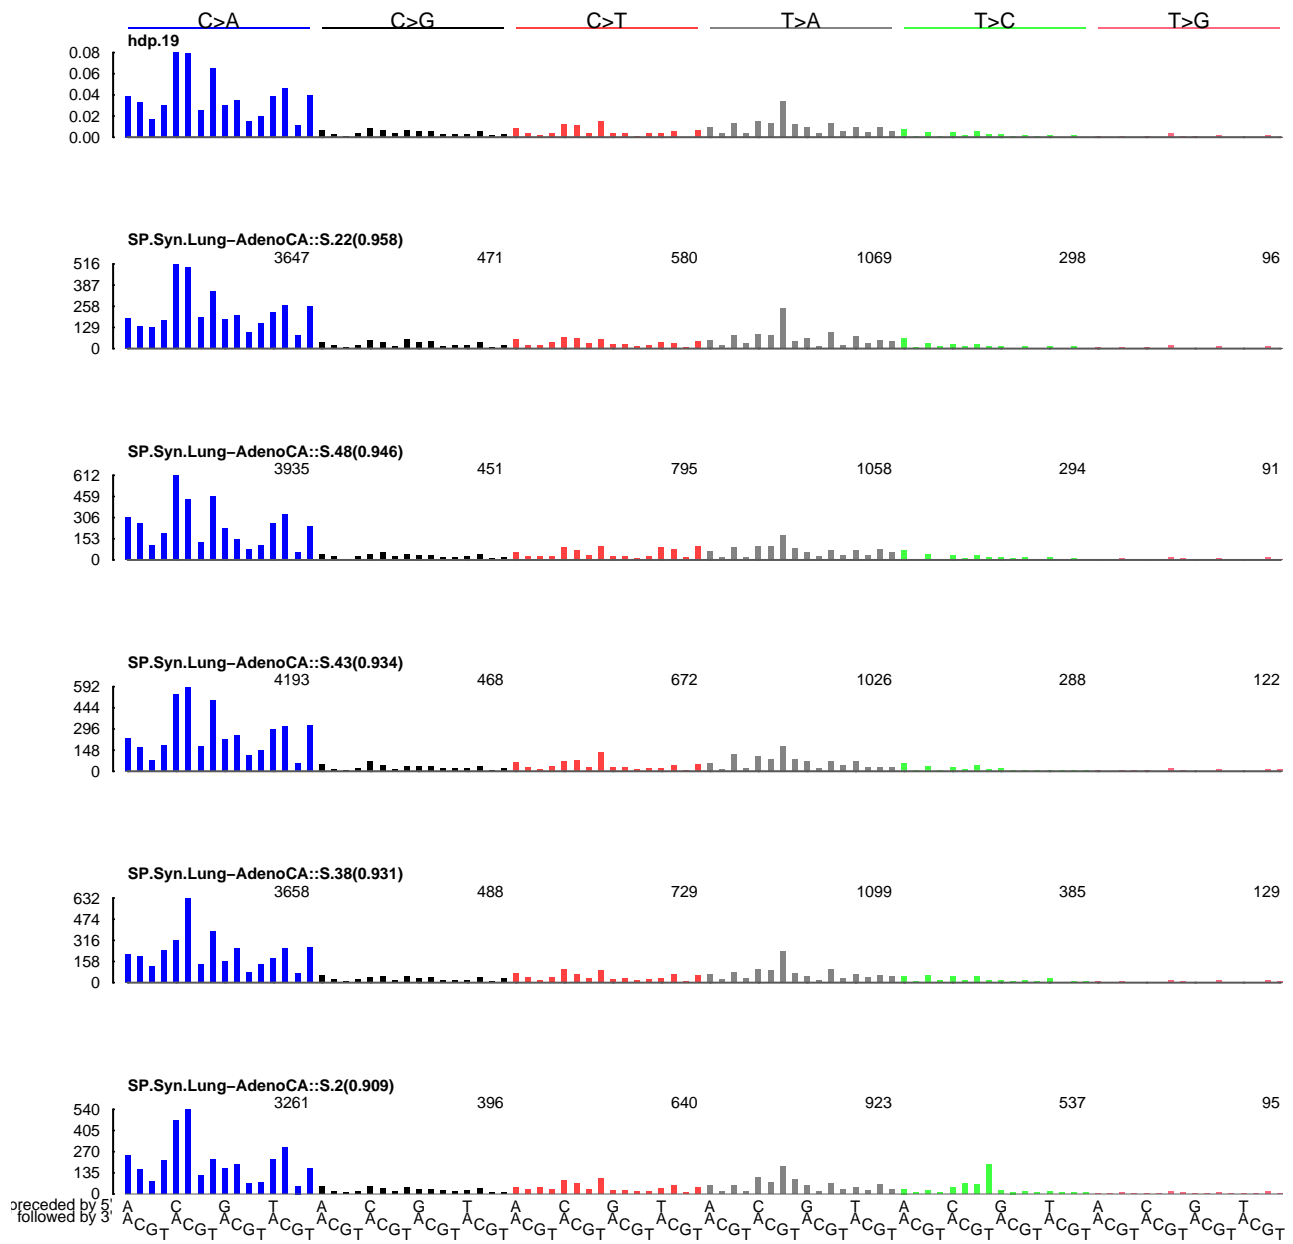 C>A C>G C>T T>A T>C T>G
hdp.19
0.08
0.06
0.04
0.02
0.00
SP.Syn.Lung−AdenoCA::S.22(0.958)
3647 471 580 1069 298 96
516
387
258
129
0
SP.Syn.Lung−AdenoCA::S.48(0.946)
3935 451 795 1058 294 91
612
459
306
153
0
SP.Syn.Lung−AdenoCA::S.43(0.934)
4193 468 672 1026 288 122
592
444
296
148
0
SP.Syn.Lung−AdenoCA::S.38(0.931)
3658 488 729 1099 385 129
632
474
316
158
0
SP.Syn.Lung−AdenoCA::S.2(0.909)
3261 396 640 923 537 95
540
405
270
135
0
preceded by 5' A C G T A C G T A C G T A C G T A C G T A C G T
followed by 3' A C G T A C G T A C G T A C G T A C G T A C G T A C G T A C G T A C G T A C G T A C G T A C G T A C G T A C G T A C G T A C G T A C G T A C G T A C G T A C G T A C G T A C G T A C G T A C G T